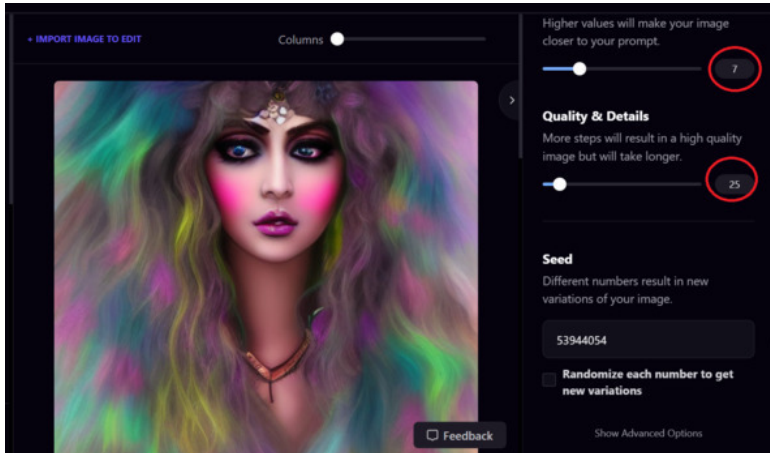 + IMPORT IMAGE TO EDIT
Columns
Higher values will make your image
closer to your prompt.
7
Quality & Details
More steps will result in a high quality
image but will take longer.
25
Seed
Different numbers result in new
variations of your image.
53944054
Randomize each number to get
new variations
Feedback
Show Advanced Options